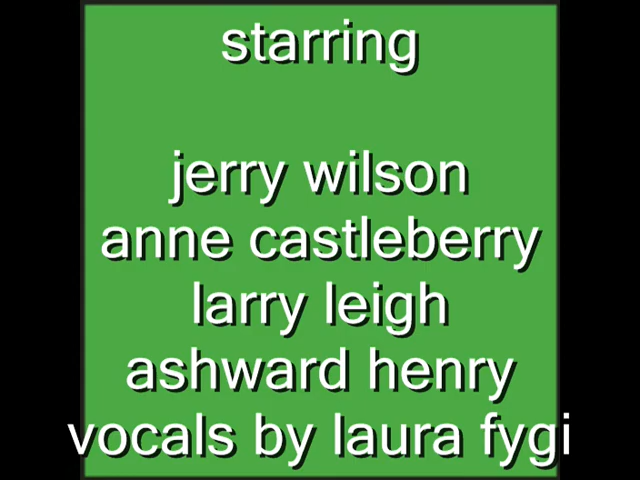 starring
jerry wilson
anne castleberry
larry leigh
ashward henry
vocals by laura fygi